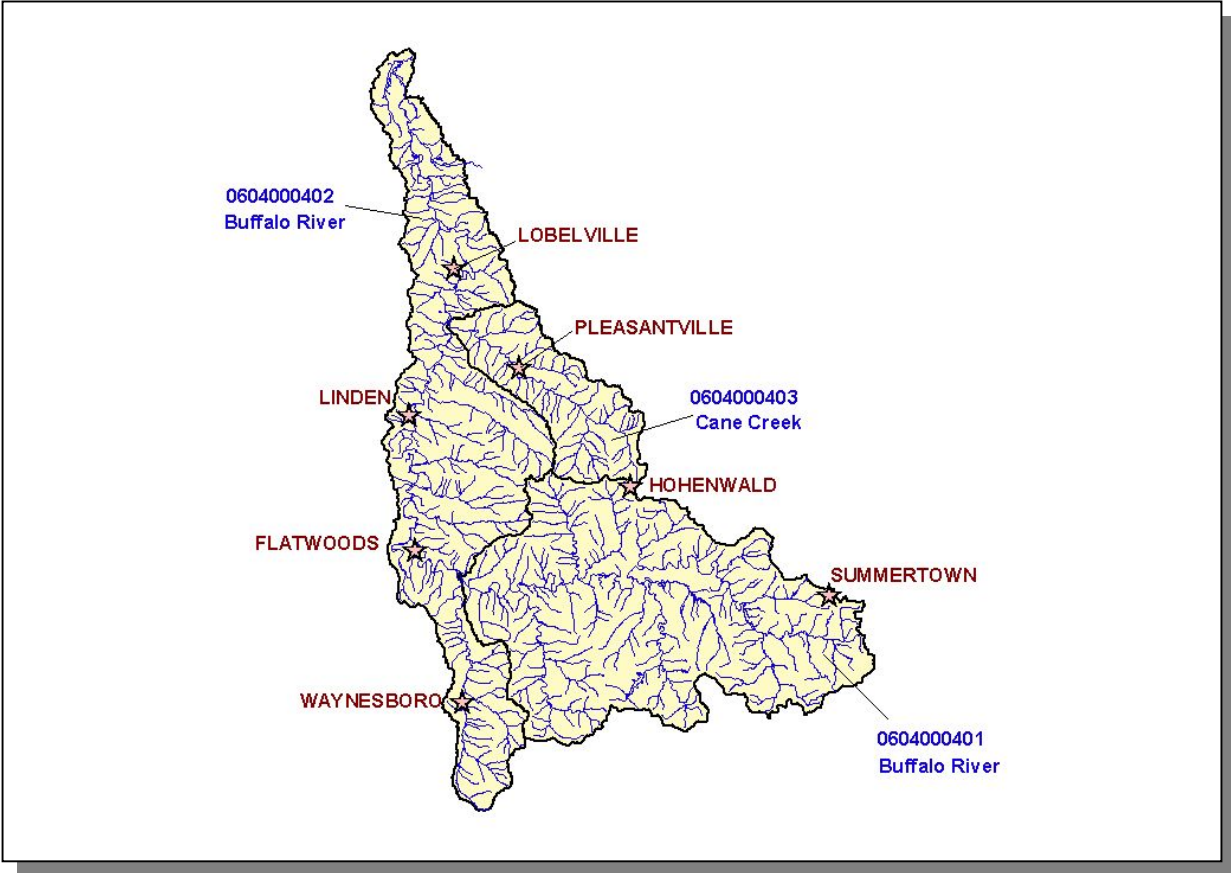 0604000402
Buffalo River
LOBELVILLE
PLEASANTVILLE
LINDEN
0604000403
Cane Creek
HOHENWALD
FLATWOODS
SUMMERTOWN
WAYNESBORO
0604000401
Buffalo River